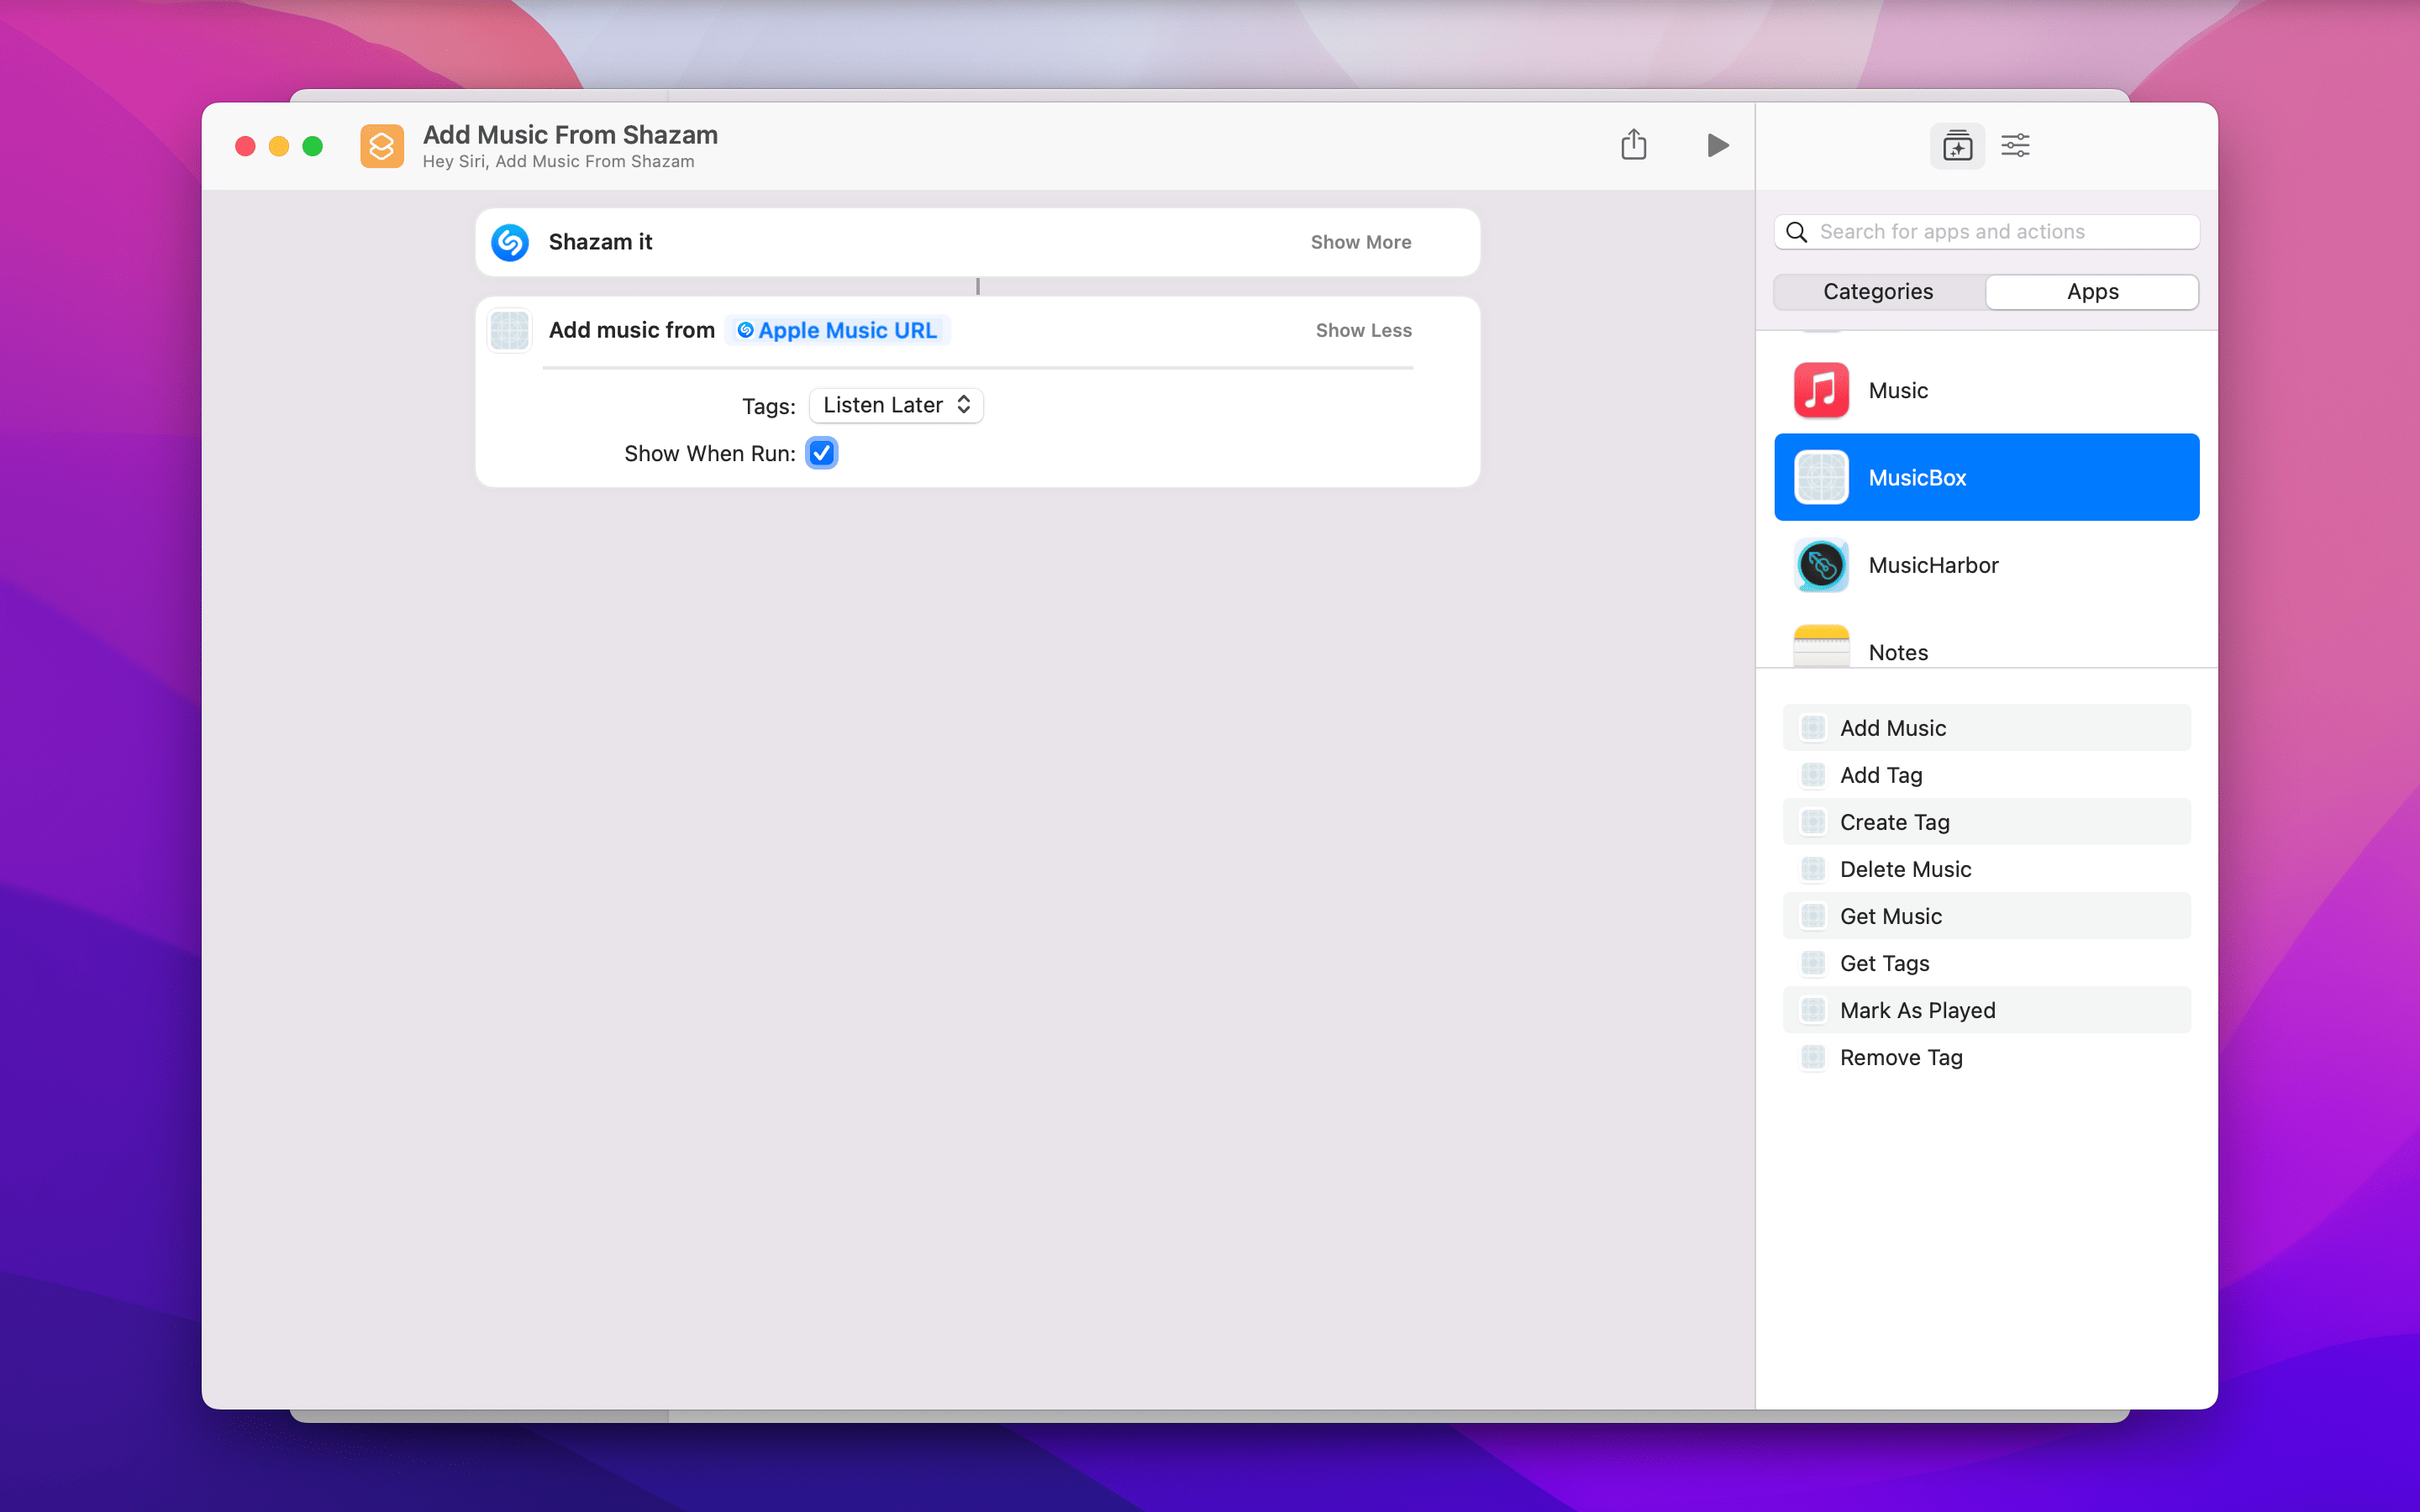 Add Music From Shazam
Hey Siri, Add Music From Shazam
Shazam it
Show More
Add music from Apple Music URL
Show Less
Tags: Listen Later
Show When Run:
Search for apps and actions
Categories
Apps
Music
MusicBox
MusicHarbor
Notes
Add Music
Add Tag
Create Tag
Delete Music
Get Music
Get Tags
Mark As Played
Remove Tag